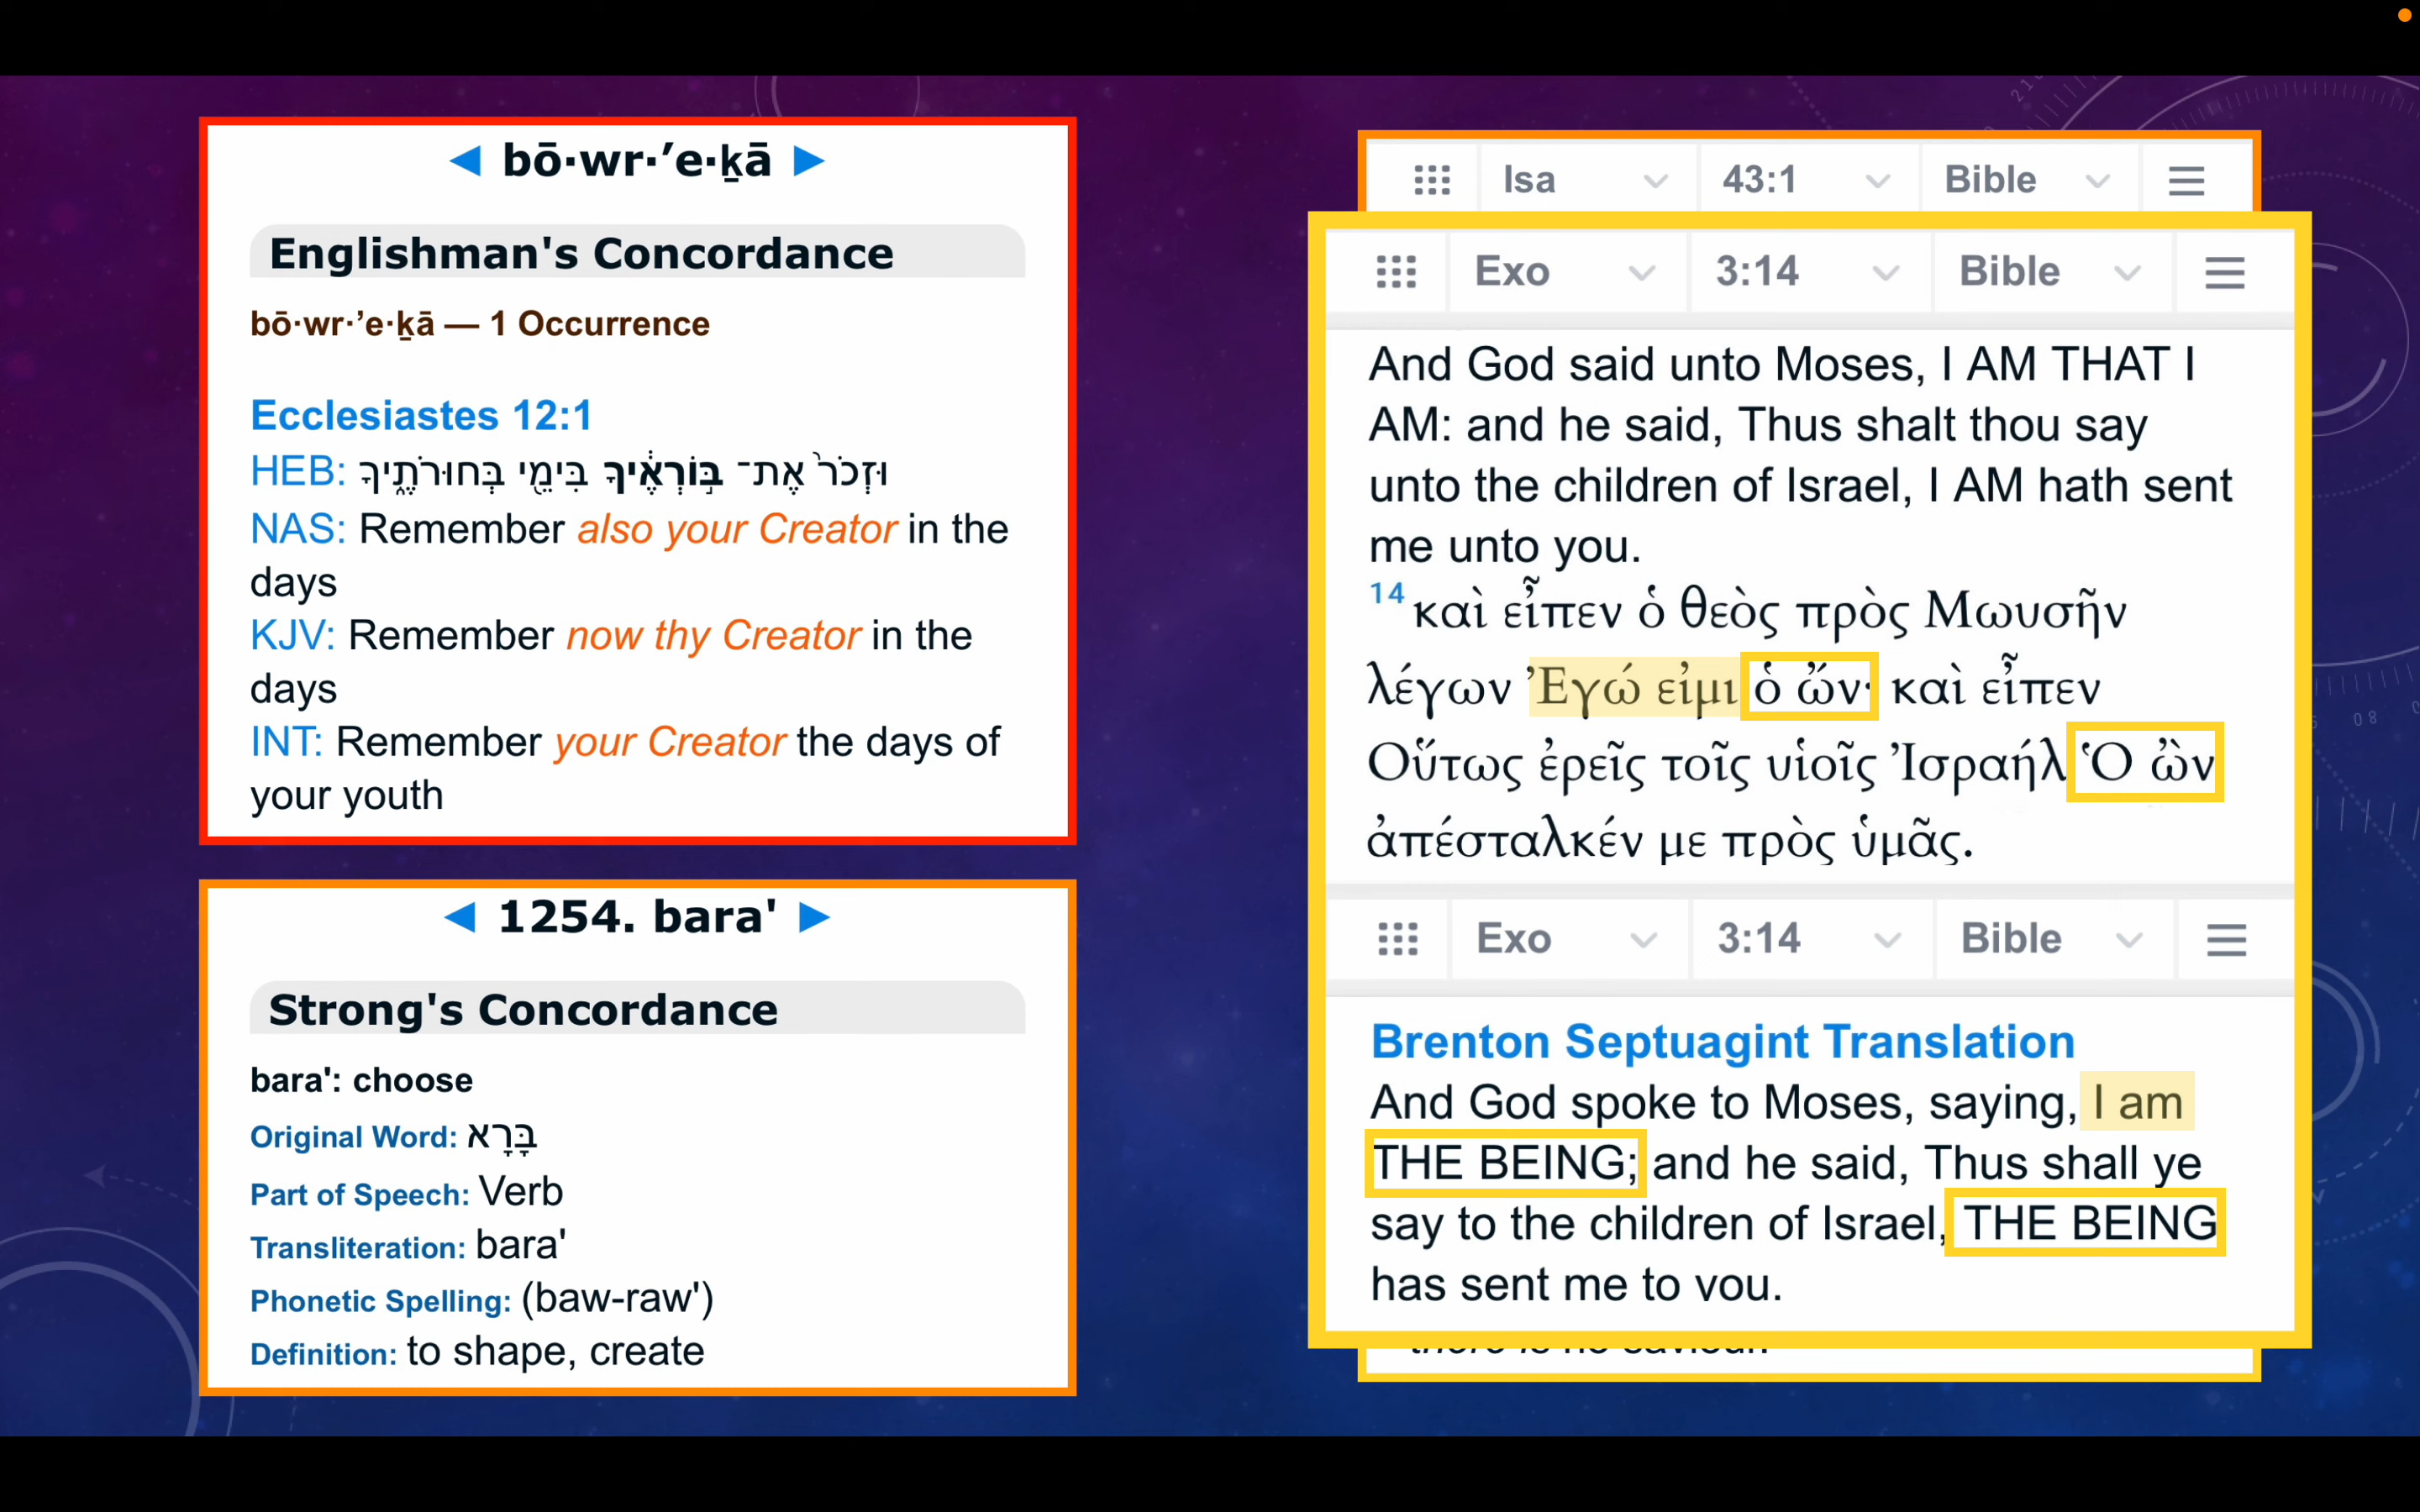 ◀ bō·wr·’e·ḵā ▶
Englishman's Concordance
bō·wr·’e·ḵā — 1 Occurrence
Ecclesiastes 12:1
HEB: וּזְכֹר֙ אֶת־ בּ֣וֹרְאֶ֔יךָ בִּימֵ֖י בְּחוּרֹתֶ֑יךָ
NAS: Remember also your Creator in the
days
KJV: Remember now thy Creator in the
days
INT: Remember your Creator the days of
your youth
◀ 1254. bara' ▶
Strong's Concordance
bara': choose
Original Word: בָּרָא
Part of Speech: Verb
Transliteration: bara'
Phonetic Spelling: (baw-raw')
Definition: to shape, create
Isa 43:1 Bible
Exo 3:14 Bible
And God said unto Moses, I AM THAT I
AM: and he said, Thus shalt thou say
unto the children of Israel, I AM hath sent
me unto you.
14 καὶ εἶπεν ὁ θεὸς πρὸς Μωυσῆν
λέγων Ἐγώ εἰμι ὁ ὤν· καὶ εἶπεν
Οὕτως ἐρεῖς τοῖς υἱοῖς Ἰσραήλ Ὁ ὢν
ἀπέσταλκέν με πρὸς ὑμᾶς.
Exo 3:14 Bible
Brenton Septuagint Translation
And God spoke to Moses, saying, I am
THE BEING; and he said, Thus shall ye
say to the children of Israel, THE BEING
has sent me to you.
there is no saviour.